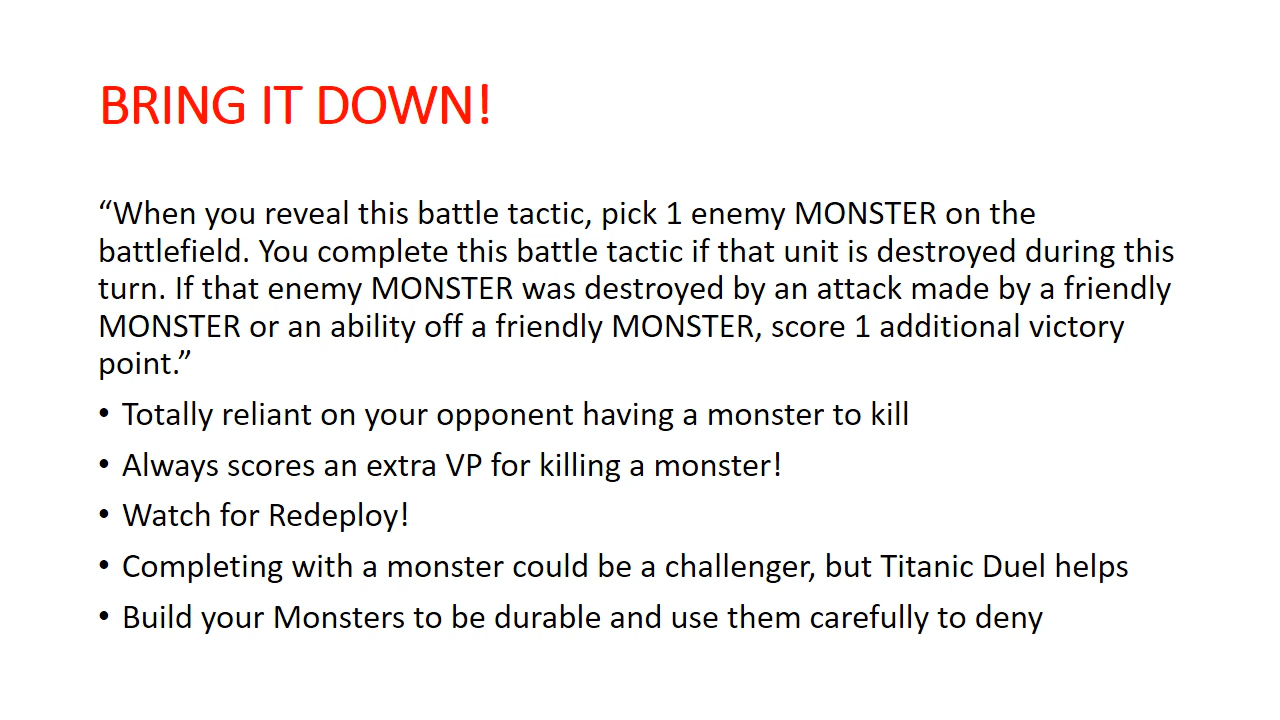 BRING IT DOWN!
“When you reveal this battle tactic, pick 1 enemy MONSTER on the
battlefield. You complete this battle tactic if that unit is destroyed during this
turn. If that enemy MONSTER was destroyed by an attack made by a friendly
MONSTER or an ability off a friendly MONSTER, score 1 additional victory
point.”
• Totally reliant on your opponent having a monster to kill
• Always scores an extra VP for killing a monster!
• Watch for Redeploy!
• Completing with a monster could be a challenger, but Titanic Duel helps
• Build your Monsters to be durable and use them carefully to deny